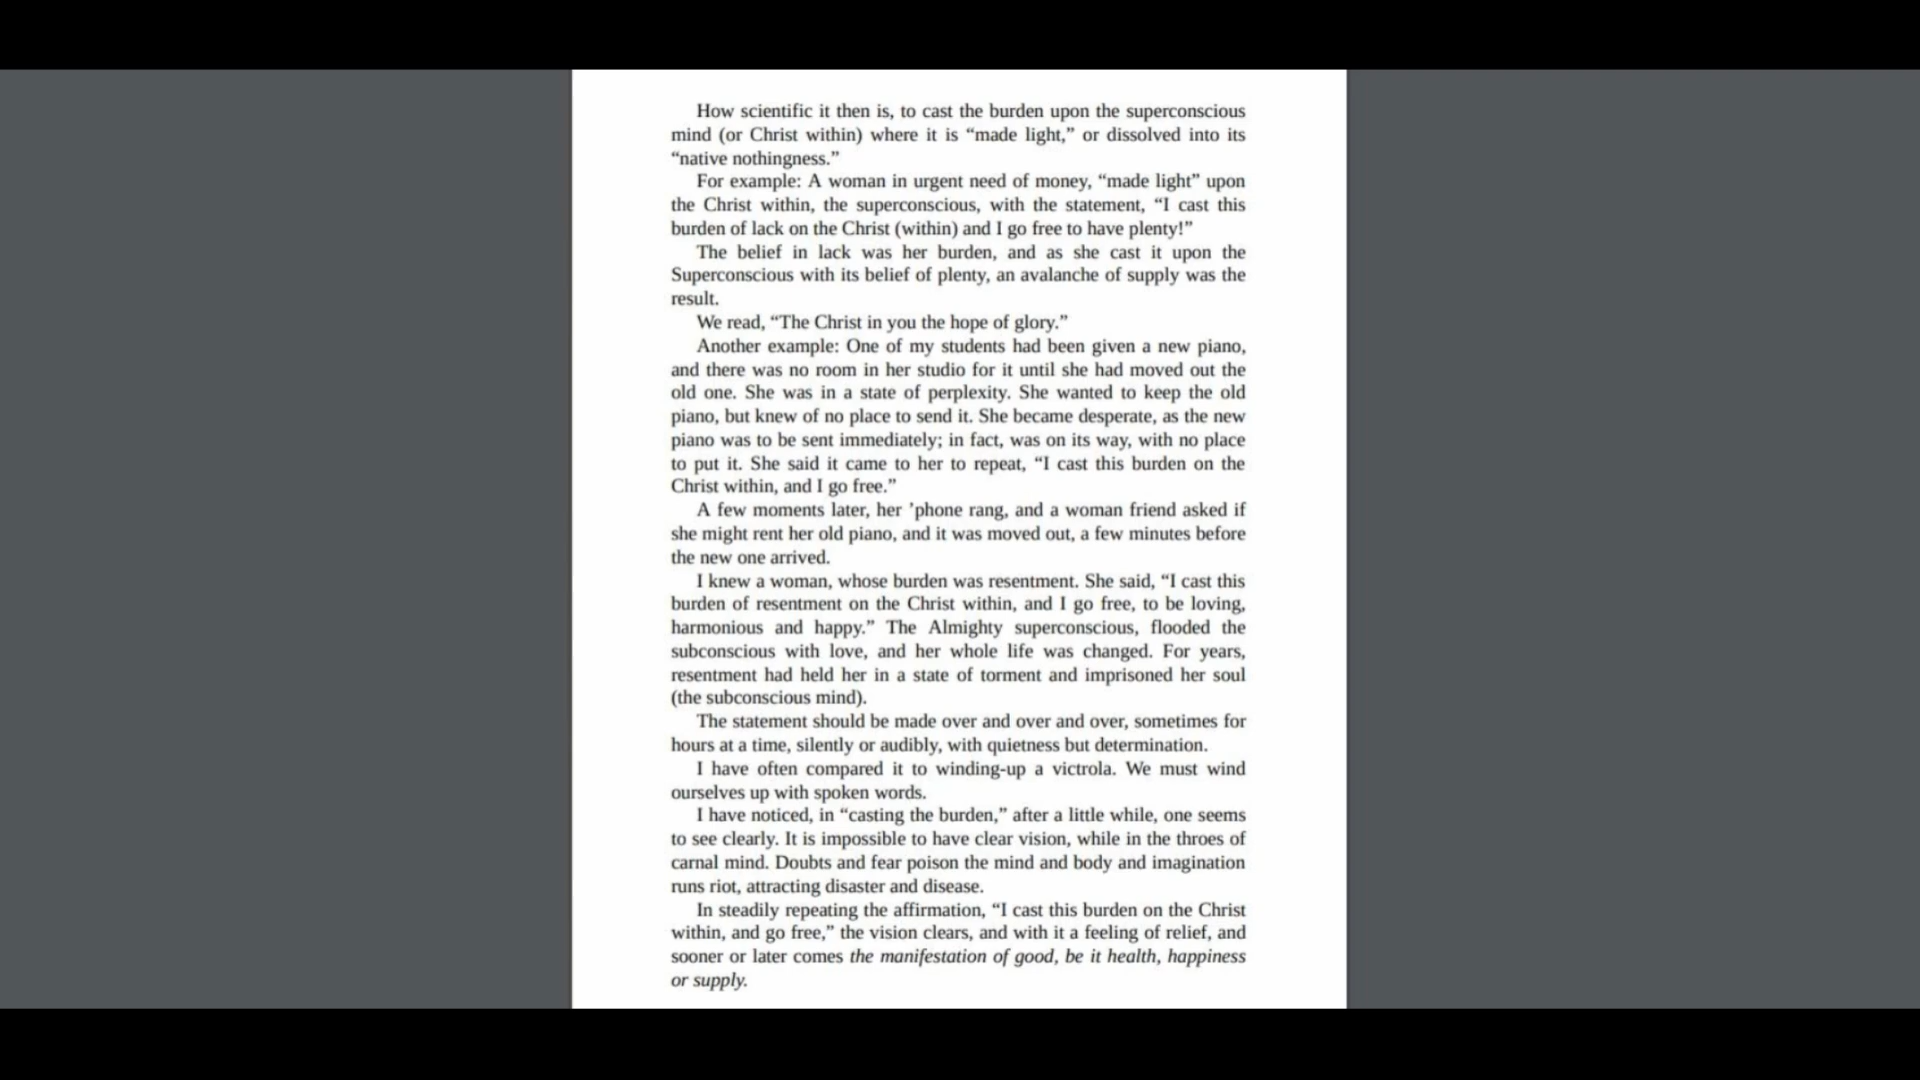 How scientific it then is, to cast the burden upon the superconscious
mind (or Christ within) where it is “made light,” or dissolved into its
“native nothingness.”
For example: A woman in urgent need of money, “made light” upon
the Christ within, the superconscious, with the statement, “I cast this
burden of lack on the Christ (within) and I go free to have plenty!”
The belief in lack was her burden, and as she cast it upon the
Superconscious with its belief of plenty, an avalanche of supply was the
result.
We read, “The Christ in you the hope of glory.”
Another example: One of my students had been given a new piano,
and there was no room in her studio for it until she had moved out the
old one. She was in a state of perplexity. She wanted to keep the old
piano, but knew of no place to send it. She became desperate, as the new
piano was to be sent immediately; in fact, was on its way, with no place
to put it. She said it came to her to repeat, “I cast this burden on the
Christ within, and I go free.”
A few moments later, her ’phone rang, and a woman friend asked if
she might rent her old piano, and it was moved out, a few minutes before
the new one arrived.
I knew a woman, whose burden was resentment. She said, “I cast this
burden of resentment on the Christ within, and I go free, to be loving,
harmonious and happy.” The Almighty superconscious, flooded the
subconscious with love, and her whole life was changed. For years,
resentment had held her in a state of torment and imprisoned her soul
(the subconscious mind).
The statement should be made over and over and over, sometimes for
hours at a time, silently or audibly, with quietness but determination.
I have often compared it to winding-up a victrola. We must wind
ourselves up with spoken words.
I have noticed, in “casting the burden,” after a little while, one seems
to see clearly. It is impossible to have clear vision, while in the throes of
carnal mind. Doubts and fear poison the mind and body and imagination
runs riot, attracting disaster and disease.
In steadily repeating the affirmation, “I cast this burden on the Christ
within, and go free,” the vision clears, and with it a feeling of relief, and
sooner or later comes the manifestation of good, be it health, happiness
or supply.